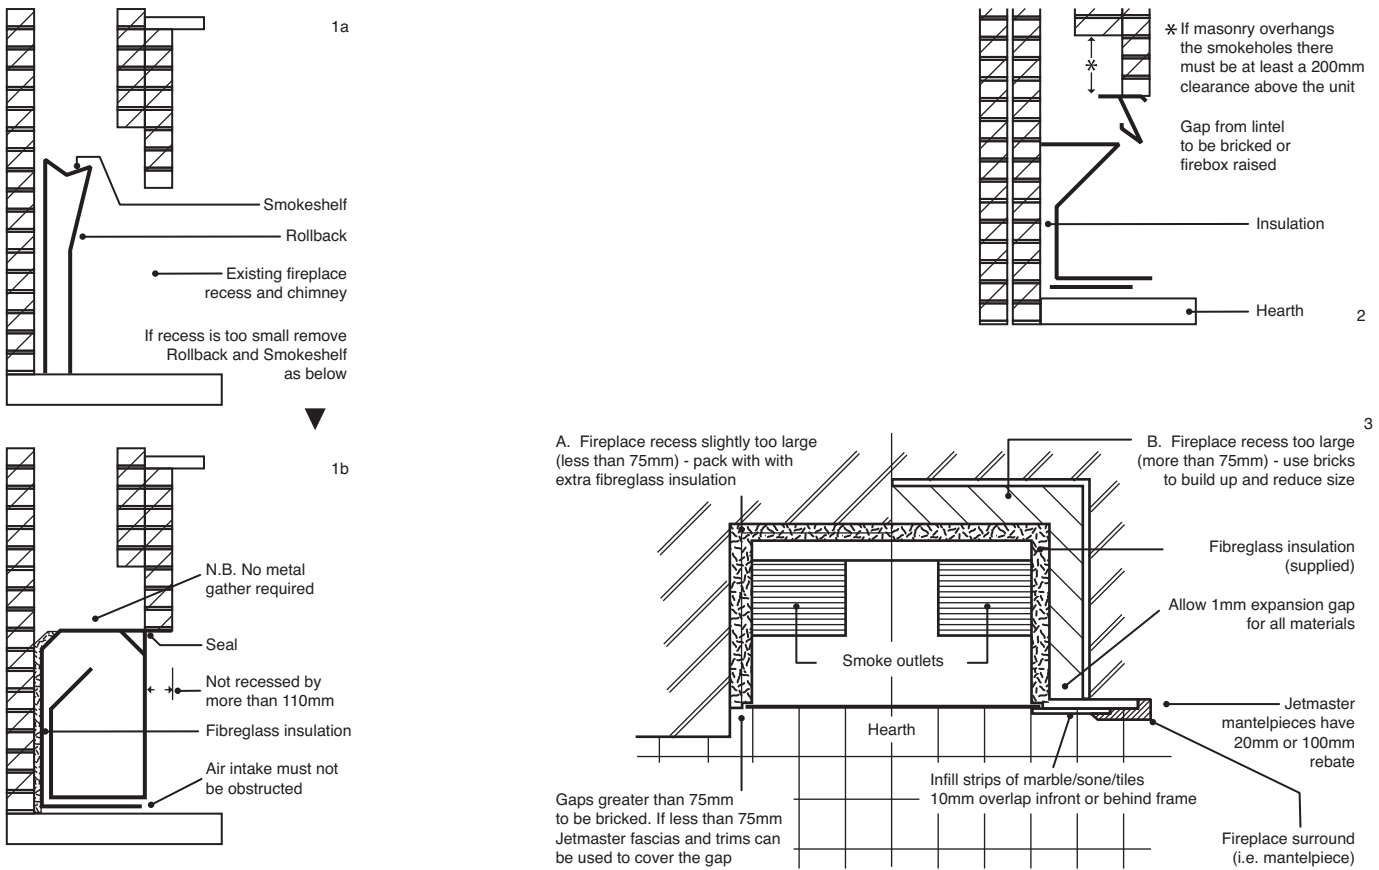 1a
Smokeshelf
Rollback
Existing fireplace
recess and chimney
If recess is too small remove
Rollback and Smokeshelf
as below
1b
N.B. No metal
gather required
Seal
Not recessed by
more than 110mm
Fibreglass insulation
Air intake must not
be obstructed
* If masonry overhangs
the smokeholes there
must be at least a 200mm
clearance above the unit
*
Gap from lintel
to be bricked or
firebox raised
Insulation
Hearth
2
3
A. Fireplace recess slightly too large
(less than 75mm) - pack with with
extra fibreglass insulation
B. Fireplace recess too large
(more than 75mm) - use bricks
to build up and reduce size
Fibreglass insulation
(supplied)
Allow 1mm expansion gap
for all materials
Smoke outlets
Hearth
Jetmaster
mantelpieces have
20mm or 100mm
rebate
Infill strips of marble/sone/tiles
10mm overlap infront or behind frame
Gaps greater than 75mm
to be bricked. If less than 75mm
Jetmaster fascias and trims can
be used to cover the gap
Fireplace surround
(i.e. mantelpiece)